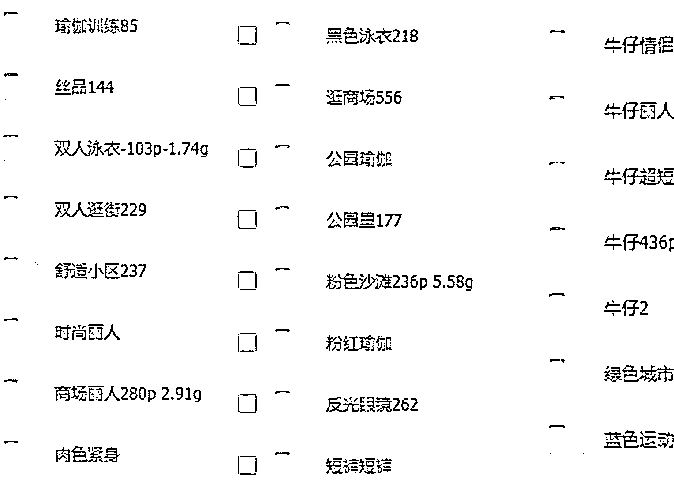 瑜伽训练85
丝品144
双人泳衣-103p-1.74g
双人逛街229
舒适小区237
时尚丽人
商场丽人280p 2.91g
肉色紧身
黑色泳衣218
逛商场556
公园瑜伽
公园里177
粉色沙滩236p 5.58g
粉红瑜伽
反光眼镜262
短裤短裤
牛仔情侣
牛仔丽人
牛仔超短
牛仔436p
牛仔2
绿色城市
蓝色运动